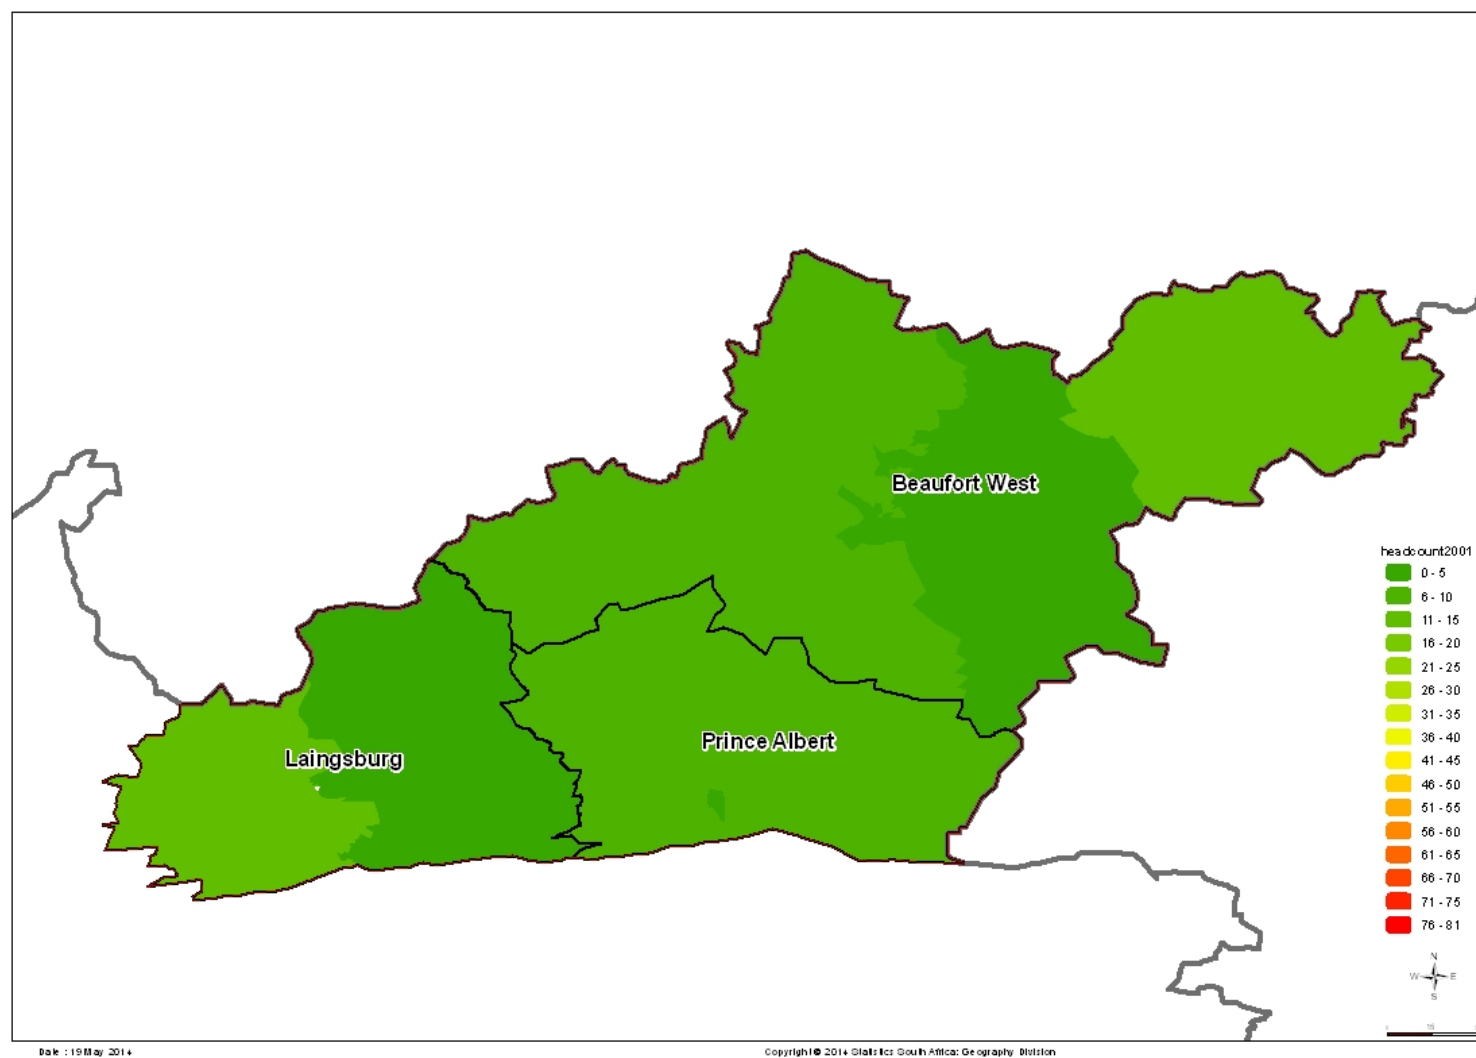 Beaufort West
Prince Albert
Laingsburg
headcount2001
0 - 5
6 - 10
11 - 15
16 - 20
21 - 25
26 - 30
31 - 35
36 - 40
41 - 45
46 - 50
51 - 55
56 - 60
61 - 65
66 - 70
71 - 75
76 - 81
N
W E
S
Date : 19 May 2014
Copyright © 2014 Statistics South Africa: Geography Division